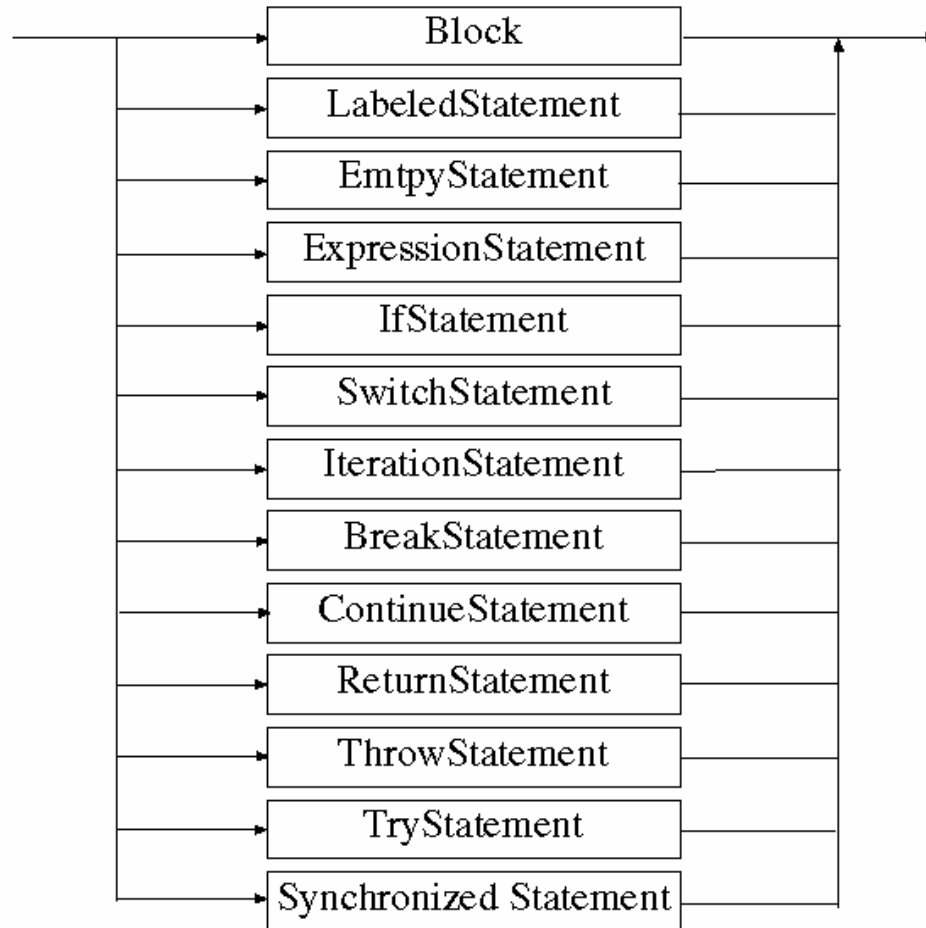 Block
LabeledStatement
EmtpyStatement
ExpressionStatement
IfStatement
SwitchStatement
IterationStatement
BreakStatement
ContinueStatement
ReturnStatement
ThrowStatement
TryStatement
Synchronized Statement